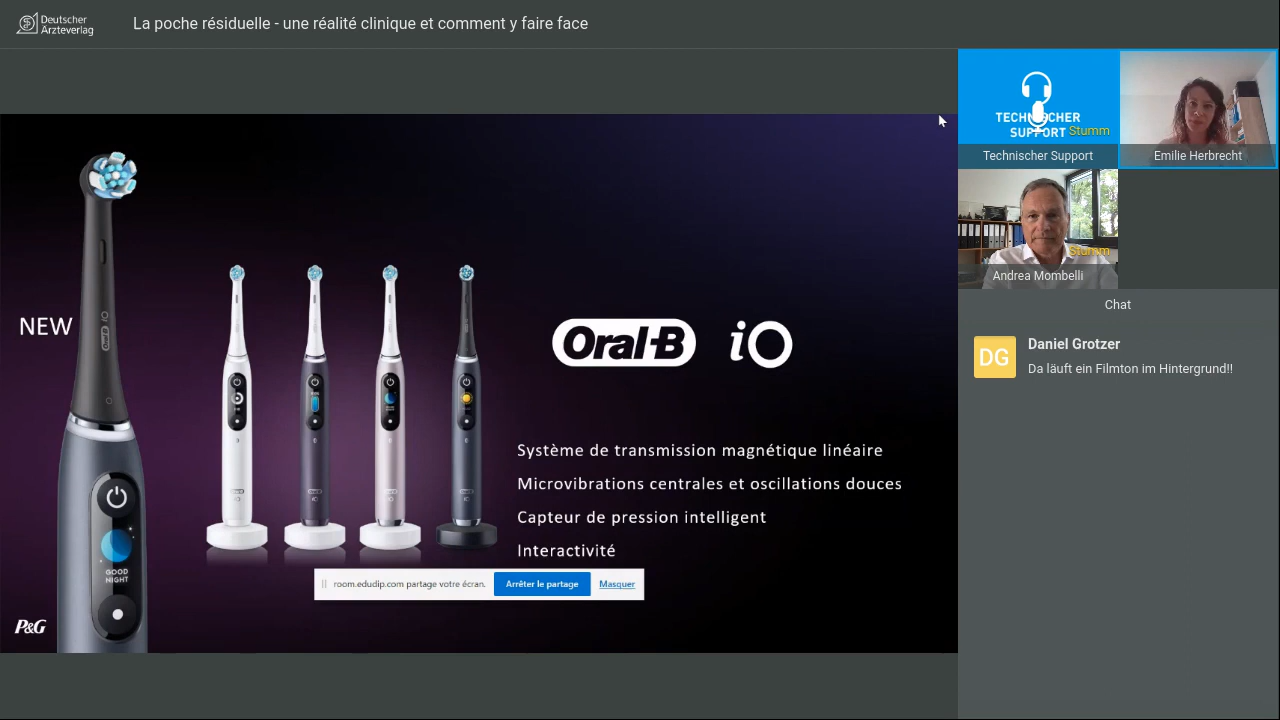 Deutscher
Ärzteverlag
La poche résiduelle - une réalité clinique et comment y faire face
TECHNISCHER
SUPPORT
Stumm
Technischer Support
Emilie Herbrecht
Stumm
Andrea Mombelli
Chat
DG
Daniel Grotzer
Da läuft ein Filmton im Hintergrund!!
NEW
Oral-B iO
Système de transmission magnétique linéaire
Microvibrations centrales et oscillations douces
Capteur de pression intelligent
Interactivité
GOOD
NIGHT
room.edudip.com partage votre écran.
Arrêter le partage
Masquer
P&G